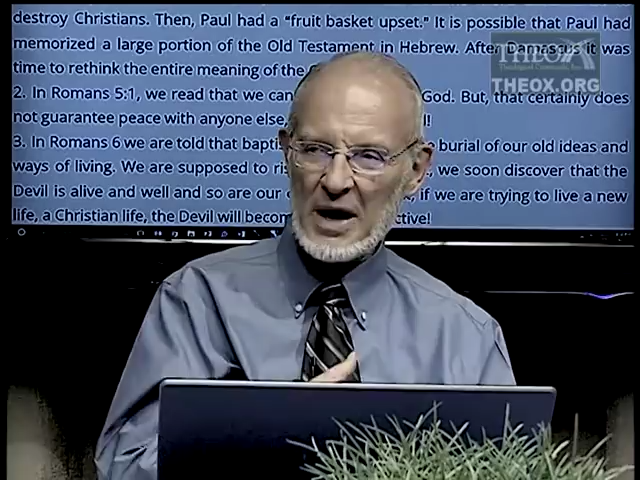 destroy Christians. Then, Paul had a "fruit basket upset." It is possible that Paul had
memorized a large portion of the Old Testament in Hebrew. After Damascus it was
time to rethink the entire meaning of the
2. In Romans 5:1, we read that we can God. But, that certainly does
not guarantee peace with anyone else, !
3. In Romans 6 we are told that bapti e burial of our old ideas and
ways of living. We are supposed to ri , we soon discover that the
Devil is alive and well and so are our , if we are trying to live a new
life, a Christian life, the Devil will becom ctive!
THEOX
THEOX.ORG